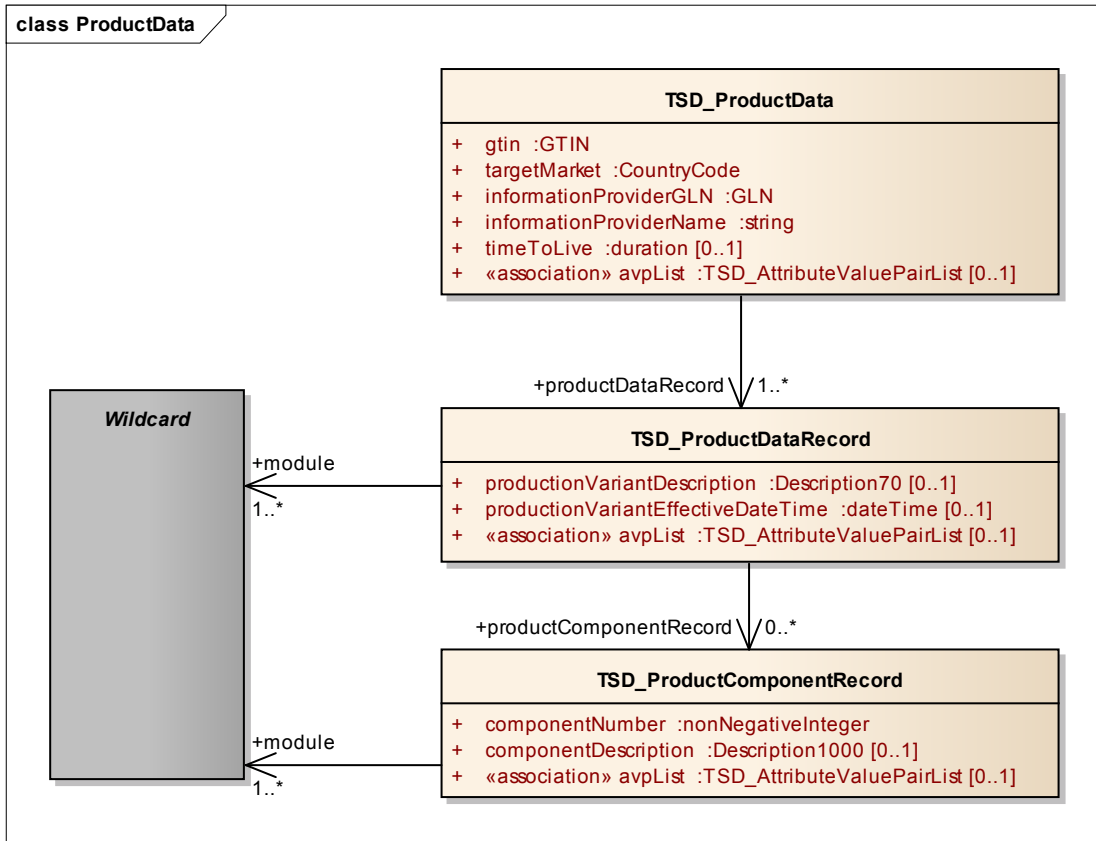 class ProductData
TSD_ProductData
+ gtin :GTIN
+ targetMarket :CountryCode
+ informationProviderGLN :GLN
+ informationProviderName :string
+ timeToLive :duration [0..1]
+ «association» avpList :TSD_AttributeValuePairList [0..1]
+productDataRecord 1..*
Wildcard
TSD_ProductDataRecord
+module
1..*
+ productionVariantDescription :Description70 [0..1]
+ productionVariantEffectiveDateTime :dateTime [0..1]
+ «association» avpList :TSD_AttributeValuePairList [0..1]
+productComponentRecord 0..*
TSD_ProductComponentRecord
+module
1..*
+ componentNumber :nonNegativeInteger
+ componentDescription :Description1000 [0..1]
+ «association» avpList :TSD_AttributeValuePairList [0..1]